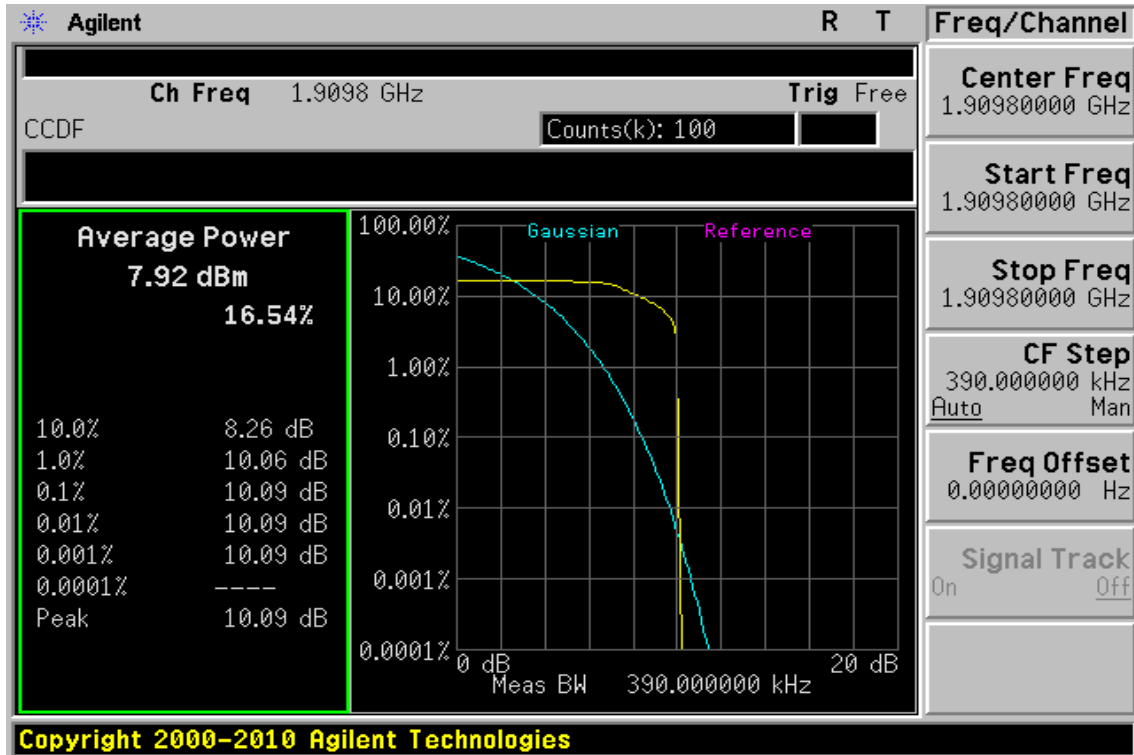 Agilent R T
Ch Freq 1.9098 GHz Trig Free
CCDF Counts(k): 100
Average Power
7.92 dBm
16.54%
10.0% 8.26 dB
1.0% 10.06 dB
0.1% 10.09 dB
0.01% 10.09 dB
0.001% 10.09 dB
0.0001% ----
Peak 10.09 dB
Gaussian Reference
100.00%
10.00%
1.00%
0.10%
0.01%
0.001%
0.0001%
0 dB 20 dB
Meas BW 390.000000 kHz
Freq/Channel
Center Freq
1.90980000 GHz
Start Freq
1.90980000 GHz
Stop Freq
1.90980000 GHz
CF Step
390.000000 kHz
Auto Man
Freq Offset
0.00000000 Hz
Signal Track
On Off
Copyright 2000-2010 Agilent Technologies